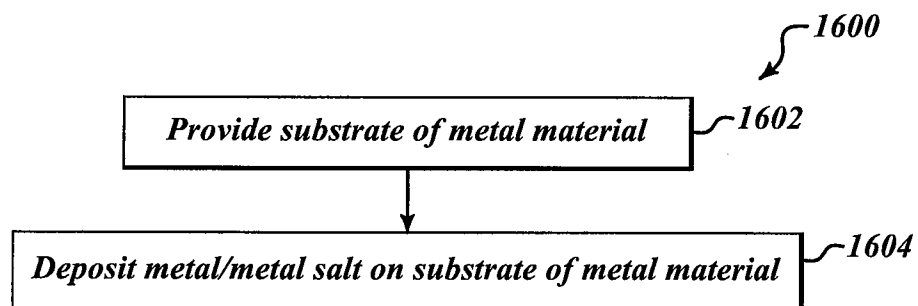 1600
Provide substrate of metal material
1602
Deposit metal/metal salt on substrate of metal material
1604